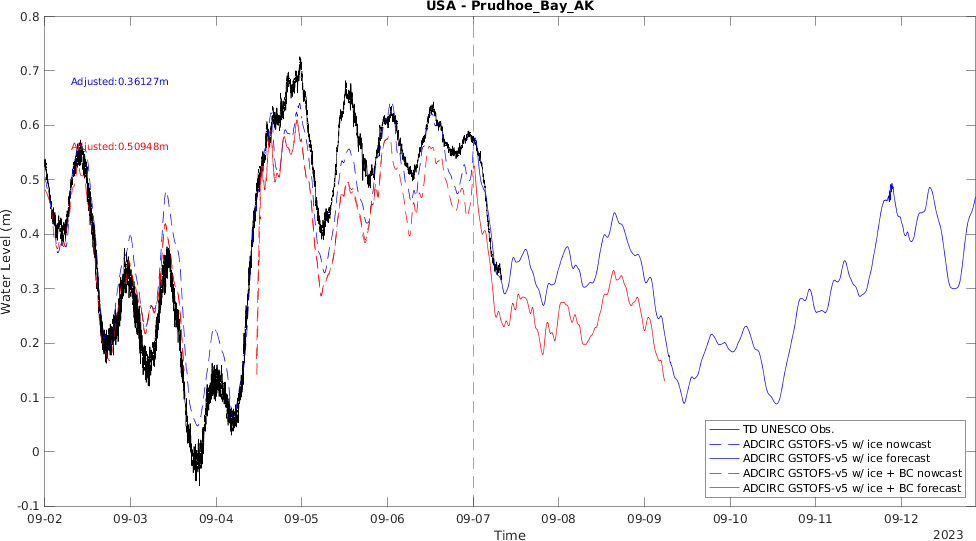 USA - Prudhoe_Bay_AK
0.8
0.7
0.6
0.5
0.4
0.3
0.2
0.1
0
-0.1
Water Level (m)
Adjusted:0.36127m
Adjusted:0.50948m
TD UNESCO Obs.
ADCIRC GSTOFS-v5 w/ ice nowcast
ADCIRC GSTOFS-v5 w/ ice forecast
ADCIRC GSTOFS-v5 w/ ice + BC nowcast
ADCIRC GSTOFS-v5 w/ ice + BC forecast
09-02 09-03 09-04 09-05 09-06 09-07 09-08 09-09 09-10 09-11 09-12
Time
2023